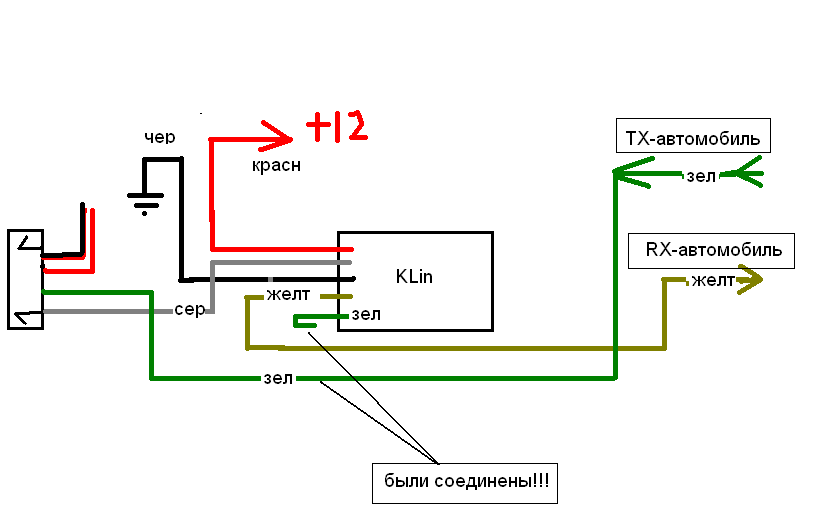 чер
+12
красн
TX-автомобиль
зел
RX-автомобиль
KLin
желт
желт
сер
зел
зел
были соединены!!!